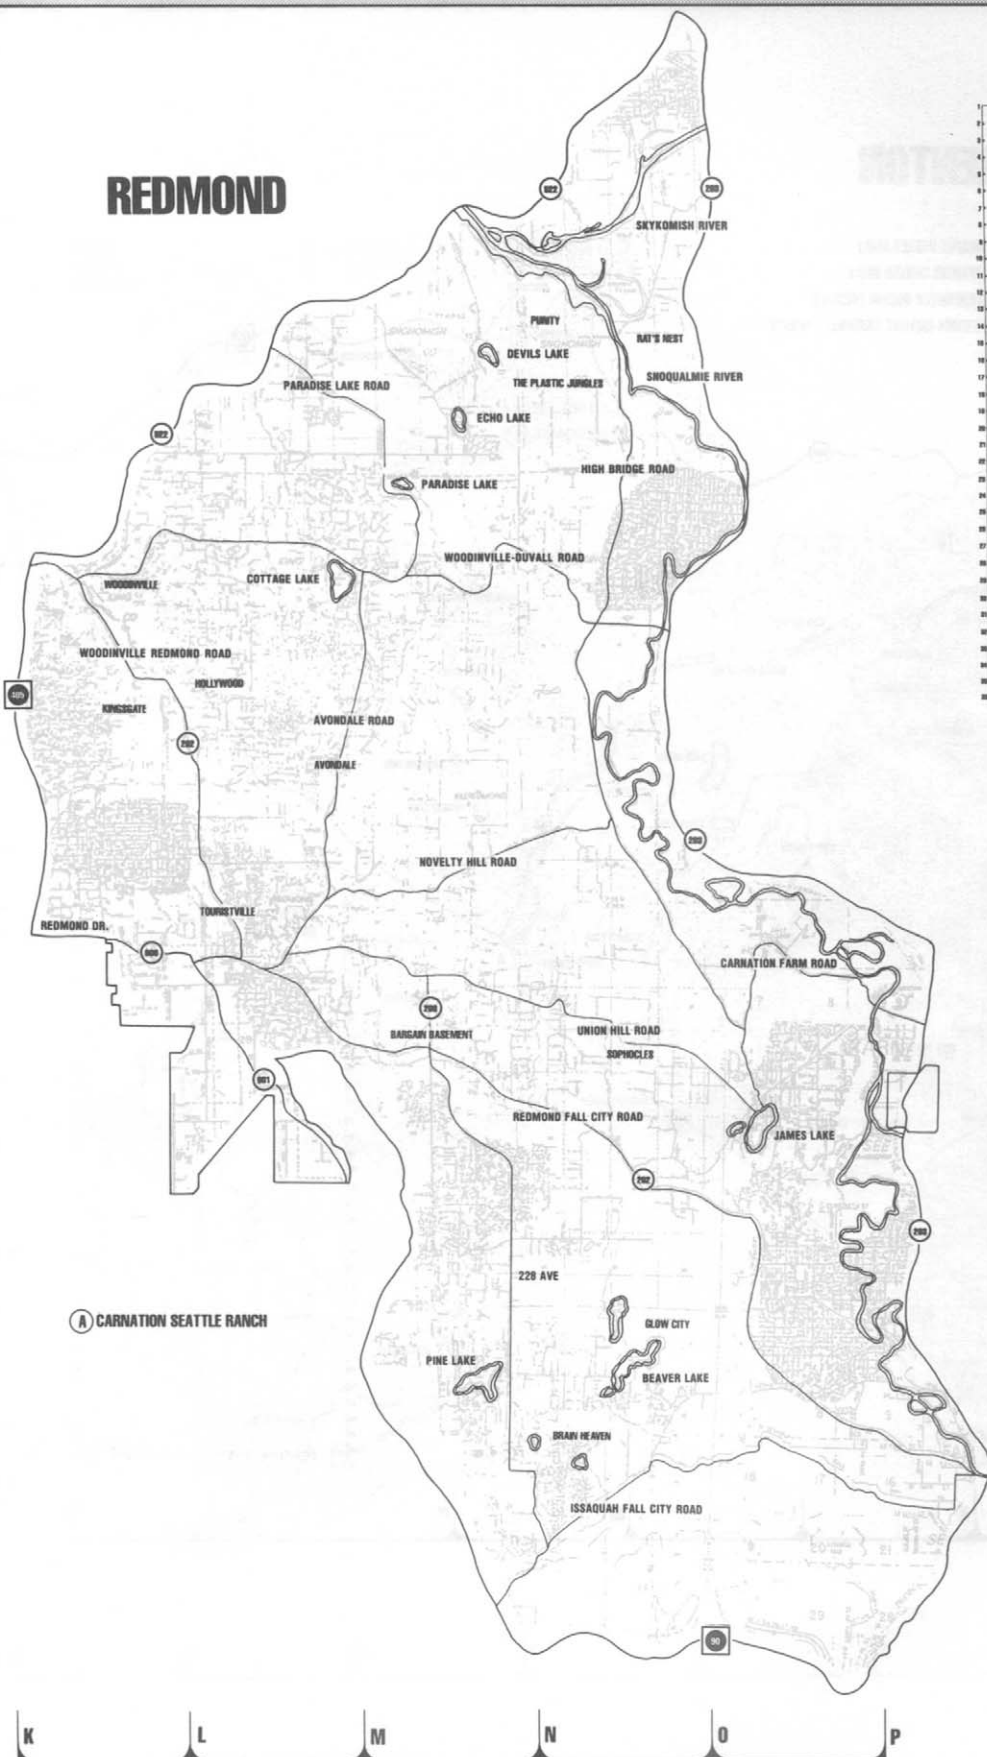 REDMOND
522
203
SKYKOMISH RIVER
PURITY
RAT'S NEST
DEVILS LAKE
SNOQUALMIE RIVER
PARADISE LAKE ROAD
THE PLASTIC JUNGLES
ECHO LAKE
522
HIGH BRIDGE ROAD
PARADISE LAKE
WOODINVILLE-DUVALL ROAD
COTTAGE LAKE
WOODINVILLE
WOODINVILLE REDMOND ROAD
HOLLYWOOD
405
KINGSGATE
AVONDALE ROAD
202
AVONDALE
203
NOVELTY HILL ROAD
TOURISTVILLE
REDMOND DR.
908
CARNATION FARM ROAD
UNION HILL ROAD
BARGAIN BASEMENT
SOPHOCLES
901
REDMOND FALL CITY ROAD
JAMES LAKE
202
203
228 AVE
A CARNATION SEATTLE RANCH
GLOW CITY
PINE LAKE
BEAVER LAKE
BRAIN HEAVEN
ISSAQUAH FALL CITY ROAD
90
K L M N O P